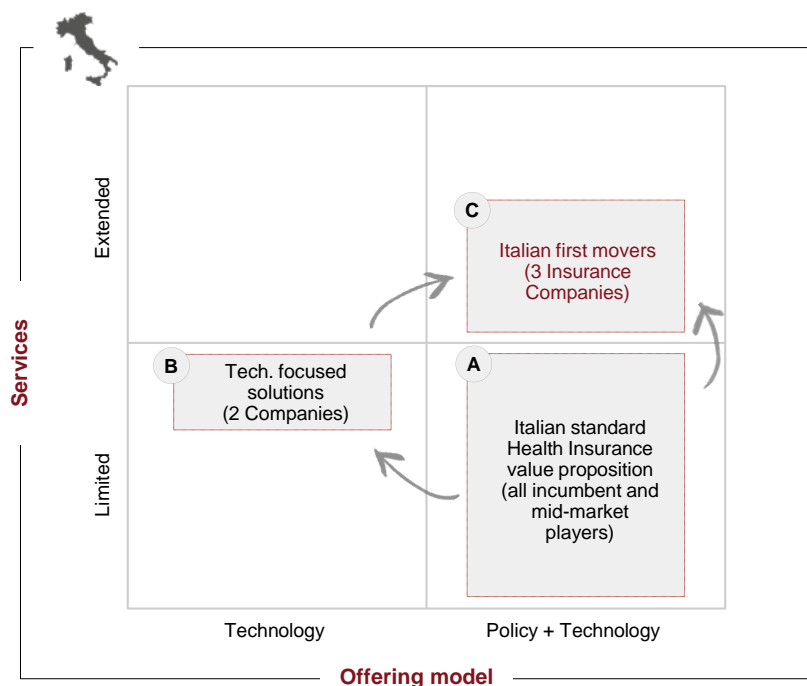 Services
Extended
Limited
C
Italian first movers
(3 Insurance
Companies)
B
Tech. focused
solutions
(2 Companies)
A
Italian standard
Health Insurance
value proposition
(all incumbent and
mid-market
players)
Technology
Policy + Technology
Offering model